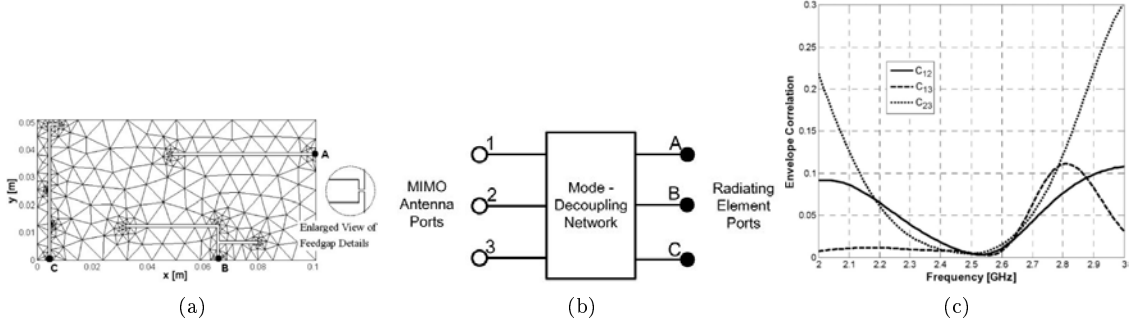 0.05
0.04
0.03
0.02
0.01
0
y [m]
0 0.02 0.04 0.06 0.08 0.1
x [m]
A
B
C
Enlarged View of
Feedgap Details
(a)
1
2
3
MIMO
Antenna
Ports
Mode -
Decoupling
Network
A
B
C
Radiating
Element
Ports
(b)
0.3
0.25
0.2
0.15
0.1
0.05
0
Envelope Correlation
C12
C13
C23
2 2.1 2.2 2.3 2.4 2.5 2.6 2.7 2.8 2.9 3
Frequency [GHz]
(c)